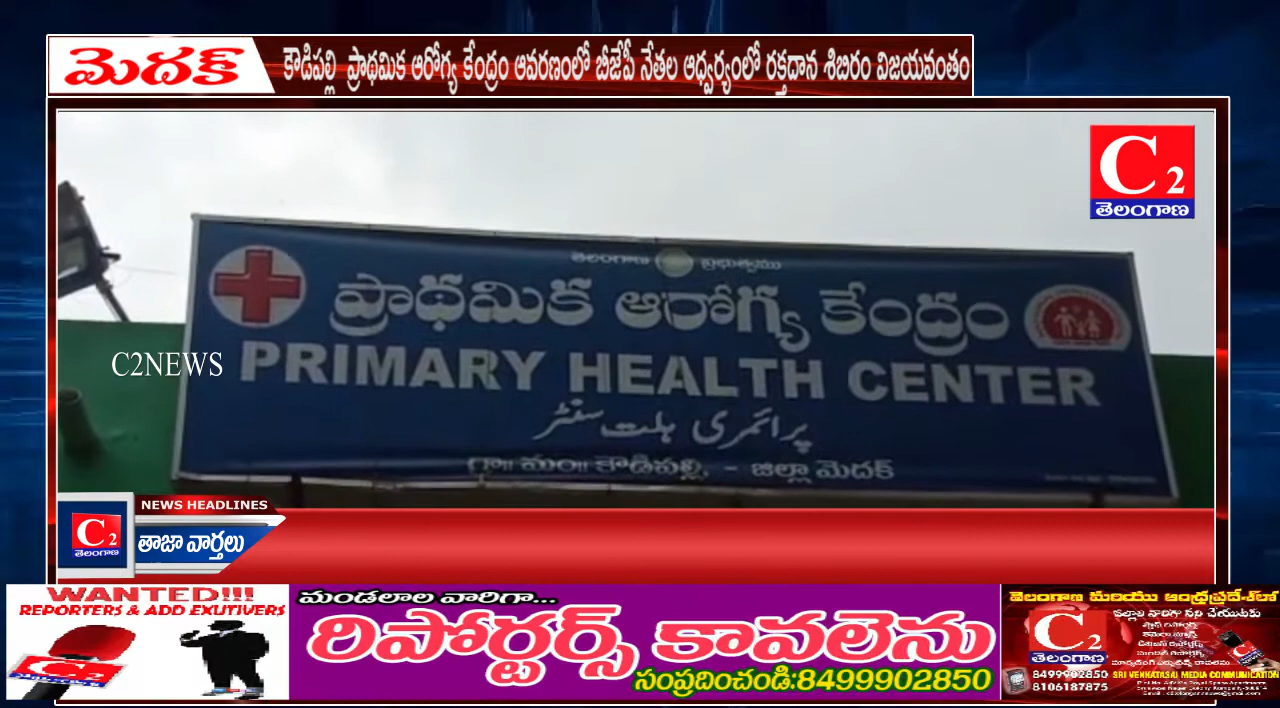 మెదక్
కౌడిపల్లి ప్రాథమిక ఆరోగ్య కేంద్రం ఆవరణంలో బీజేపీ నేతల ఆధ్వర్యంలో రక్తదాన శిబిరం విజయవంతం
C2
తెలంగాణ
తెలంగాణ ప్రభుత్వము
ప్రాథమిక ఆరోగ్య కేంద్రం
C2NEWS
PRIMARY HEALTH CENTER
پرائمری ہلت سنٹر
గ్రా॥ మం॥ కౌడిపల్లి, - జిల్లా మెదక్
NEWS HEADLINES
C2
తెలంగాణ
తాజా వార్తలు
WANTED!!!
REPORTERS & ADD EXUTIVERS
మండలాల వారిగా...
రిపోర్టర్స్ కావలెను
సంప్రదించండి:8499902850
తెలంగాణ మరియు ఆంధ్రప్రదేశ్‌లో
C2
తెలంగాణ
8499902850
8106187875
SRI VENKATASAI MEDIA COMMUNICATION